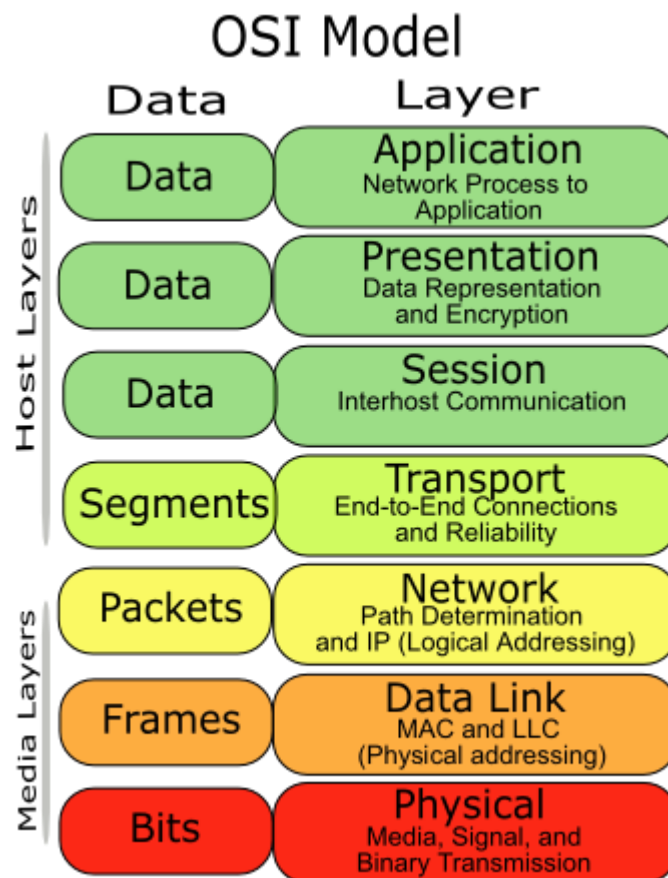 OSI Model
Data
Layer
Host Layers
Data
Application
Network Process to
Application
Data
Presentation
Data Representation
and Encryption
Data
Session
Interhost Communication
Segments
Transport
End-to-End Connections
and Reliability
Media Layers
Packets
Network
Path Determination
and IP (Logical Addressing)
Frames
Data Link
MAC and LLC
(Physical addressing)
Bits
Physical
Media, Signal, and
Binary Transmission